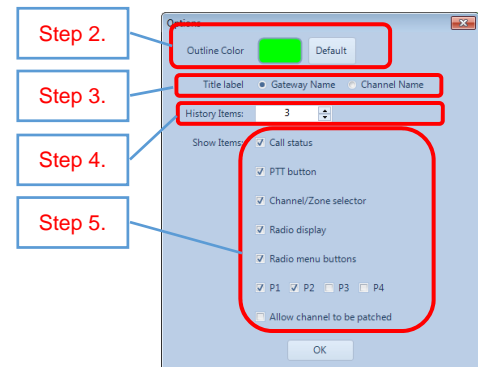 Options
Step 2.
Outline Color Default
Step 3.
Title label Gateway Name Channel Name
History Items: 3
Step 4.
Show Items: Call status
PTT button
Step 5.
Channel/Zone selector
Radio display
Radio menu buttons
P1 P2 P3 P4
Allow channel to be patched
OK